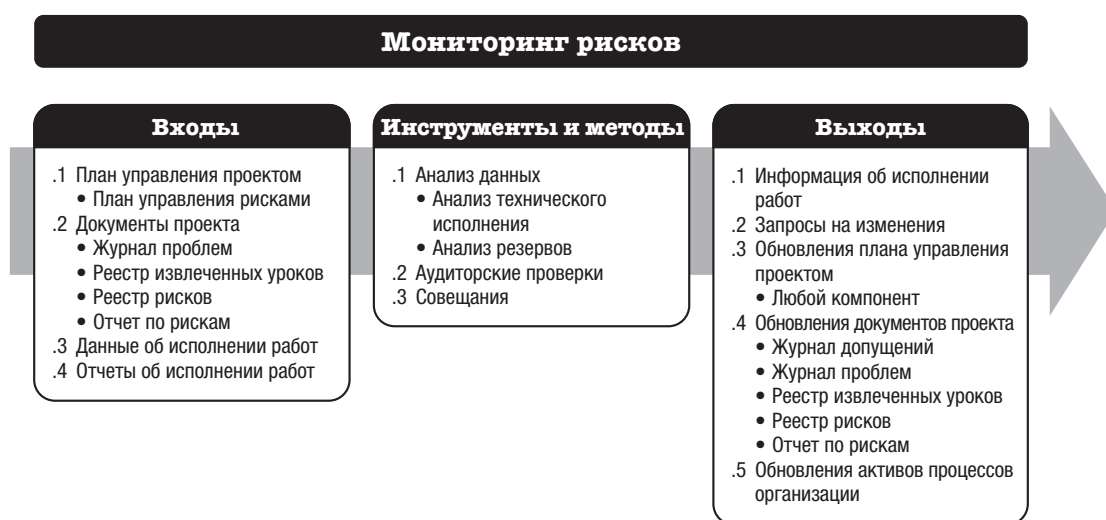 Мониторинг рисков
Входы
.1 План управления проектом
• План управления рисками
.2 Документы проекта
• Журнал проблем
• Реестр извлеченных уроков
• Реестр рисков
• Отчет по рискам
.3 Данные об исполнении работ
.4 Отчеты об исполнении работ
Инструменты и методы
.1 Анализ данных
• Анализ технического
исполнения
• Анализ резервов
.2 Аудиторские проверки
.3 Совещания
Выходы
.1 Информация об исполнении
работ
.2 Запросы на изменения
.3 Обновления плана управления
проектом
• Любой компонент
.4 Обновления документов проекта
• Журнал допущений
• Журнал проблем
• Реестр извлеченных уроков
• Реестр рисков
• Отчет по рискам
.5 Обновления активов процессов
организации